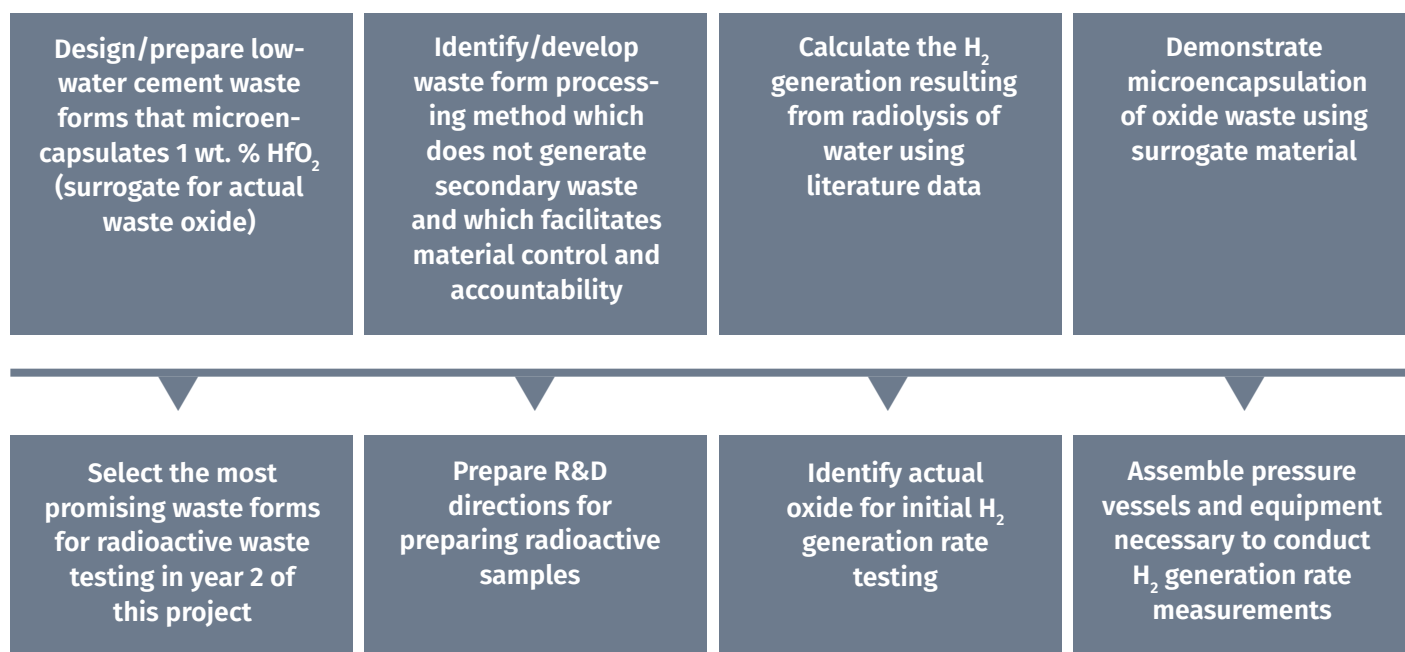 Design/prepare low-
water cement waste
forms that microen-
capsulates 1 wt. % HfO₂
(surrogate for actual
waste oxide)
Identify/develop
waste form process-
ing method which
does not generate
secondary waste
and which facilitates
material control and
accountability
Calculate the H₂
generation resulting
from radiolysis of
water using
literature data
Demonstrate
microencapsulation
of oxide waste using
surrogate material
Select the most
promising waste forms
for radioactive waste
testing in year 2 of
this project
Prepare R&D
directions for
preparing radioactive
samples
Identify actual
oxide for initial H₂
generation rate
testing
Assemble pressure
vessels and equipment
necessary to conduct
H₂ generation rate
measurements